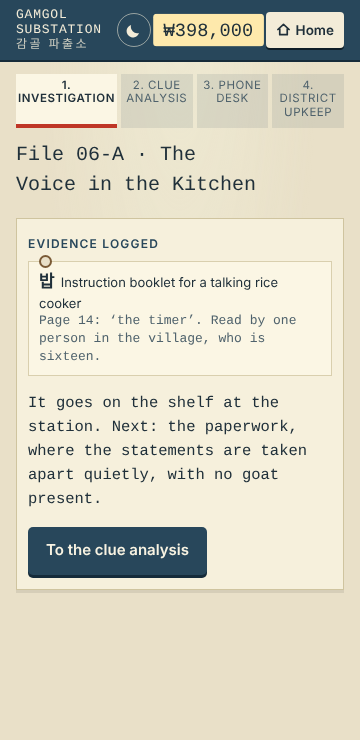 GAMGOL
SUBSTATION
감골 파출소
₩398,000
Home
1.
INVESTIGATION
2. CLUE
ANALYSIS
3. PHONE
DESK
4.
DISTRICT
UPKEEP
File 06-A · The
Voice in the Kitchen
EVIDENCE LOGGED
밥 Instruction booklet for a talking rice
cooker
Page 14: ‘the timer’. Read by one
person in the village, who is
sixteen.
It goes on the shelf at the
station. Next: the paperwork,
where the statements are taken
apart quietly, with no goat
present.
To the clue analysis